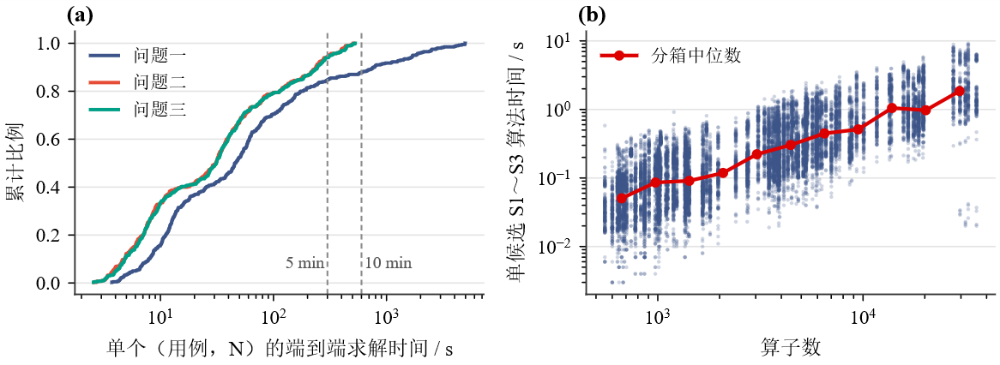 (a)
累计比例
1.0
0.8
0.6
0.4
0.2
0.0
问题一
问题二
问题三
5 min
10 min
10¹
10²
10³
单个（用例，N）的端到端求解时间 / s
(b)
单候选 S1～S3 算法时间 / s
10¹
10⁰
10⁻¹
10⁻²
分箱中位数
10³
10⁴
算子数